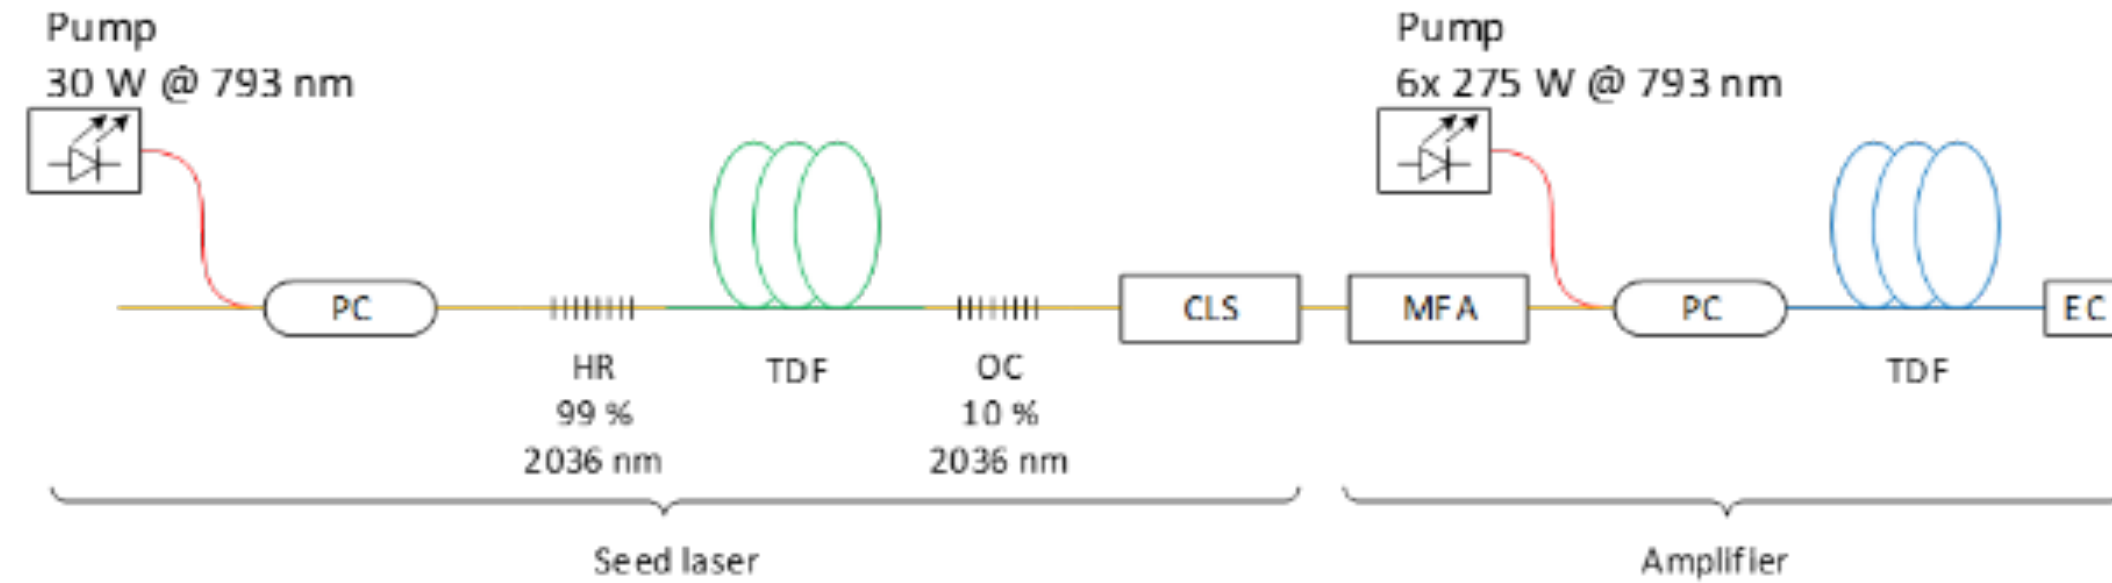 Pump
30 W @ 793 nm
Pump
6x 275 W @ 793 nm
PC
CLS
MFA
PC
EC
HR
99 %
2036 nm
TDF
OC
10 %
2036 nm
TDF
Seed laser
Amplifier